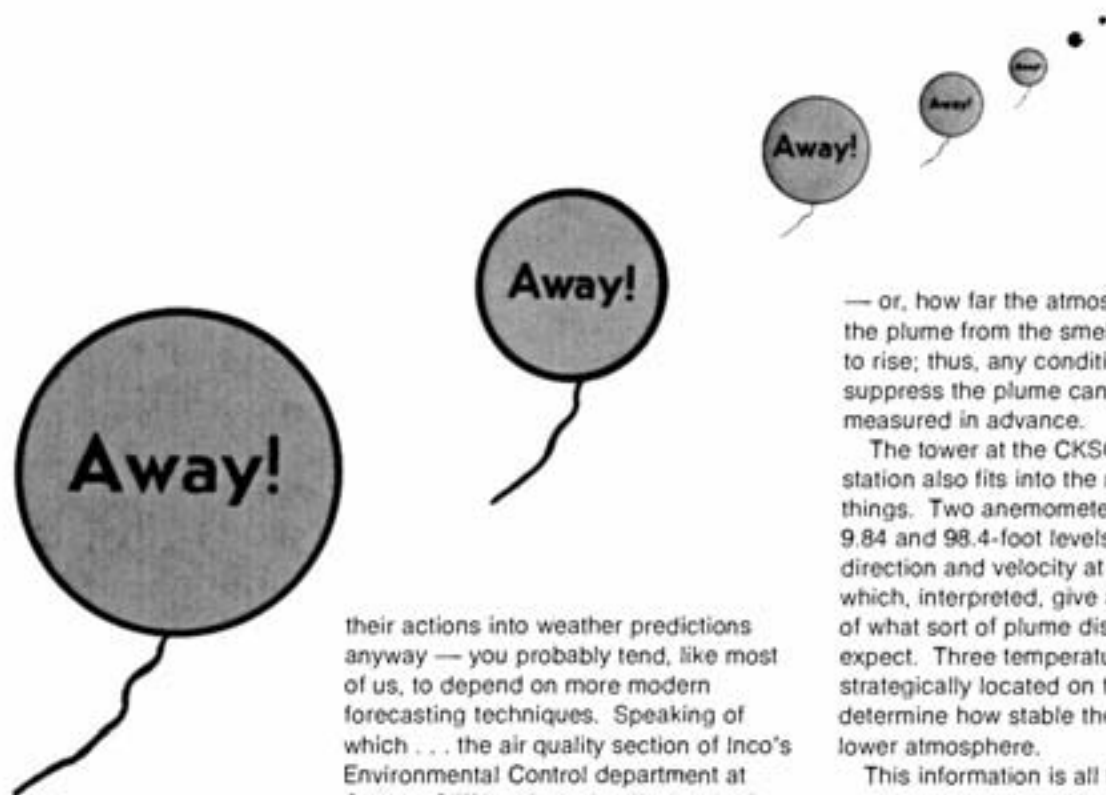 Away!
Away!
Away!
Away!
Away!
their actions into weather predictions
anyway — you probably tend, like most
of us, to depend on more modern
forecasting techniques. Speaking of
which . . . the air quality section of Inco's
Environmental Control department at
— or, how far the atmos
the plume from the smel
to rise; thus, any conditi
suppress the plume can
measured in advance.
The tower at the CKS
station also fits into the
things. Two anemomete
9.84 and 98.4-foot levels
direction and velocity at
which, interpreted, give
of what sort of plume dis
expect. Three temperatu
strategically located on t
determine how stable the
lower atmosphere.
This information is all